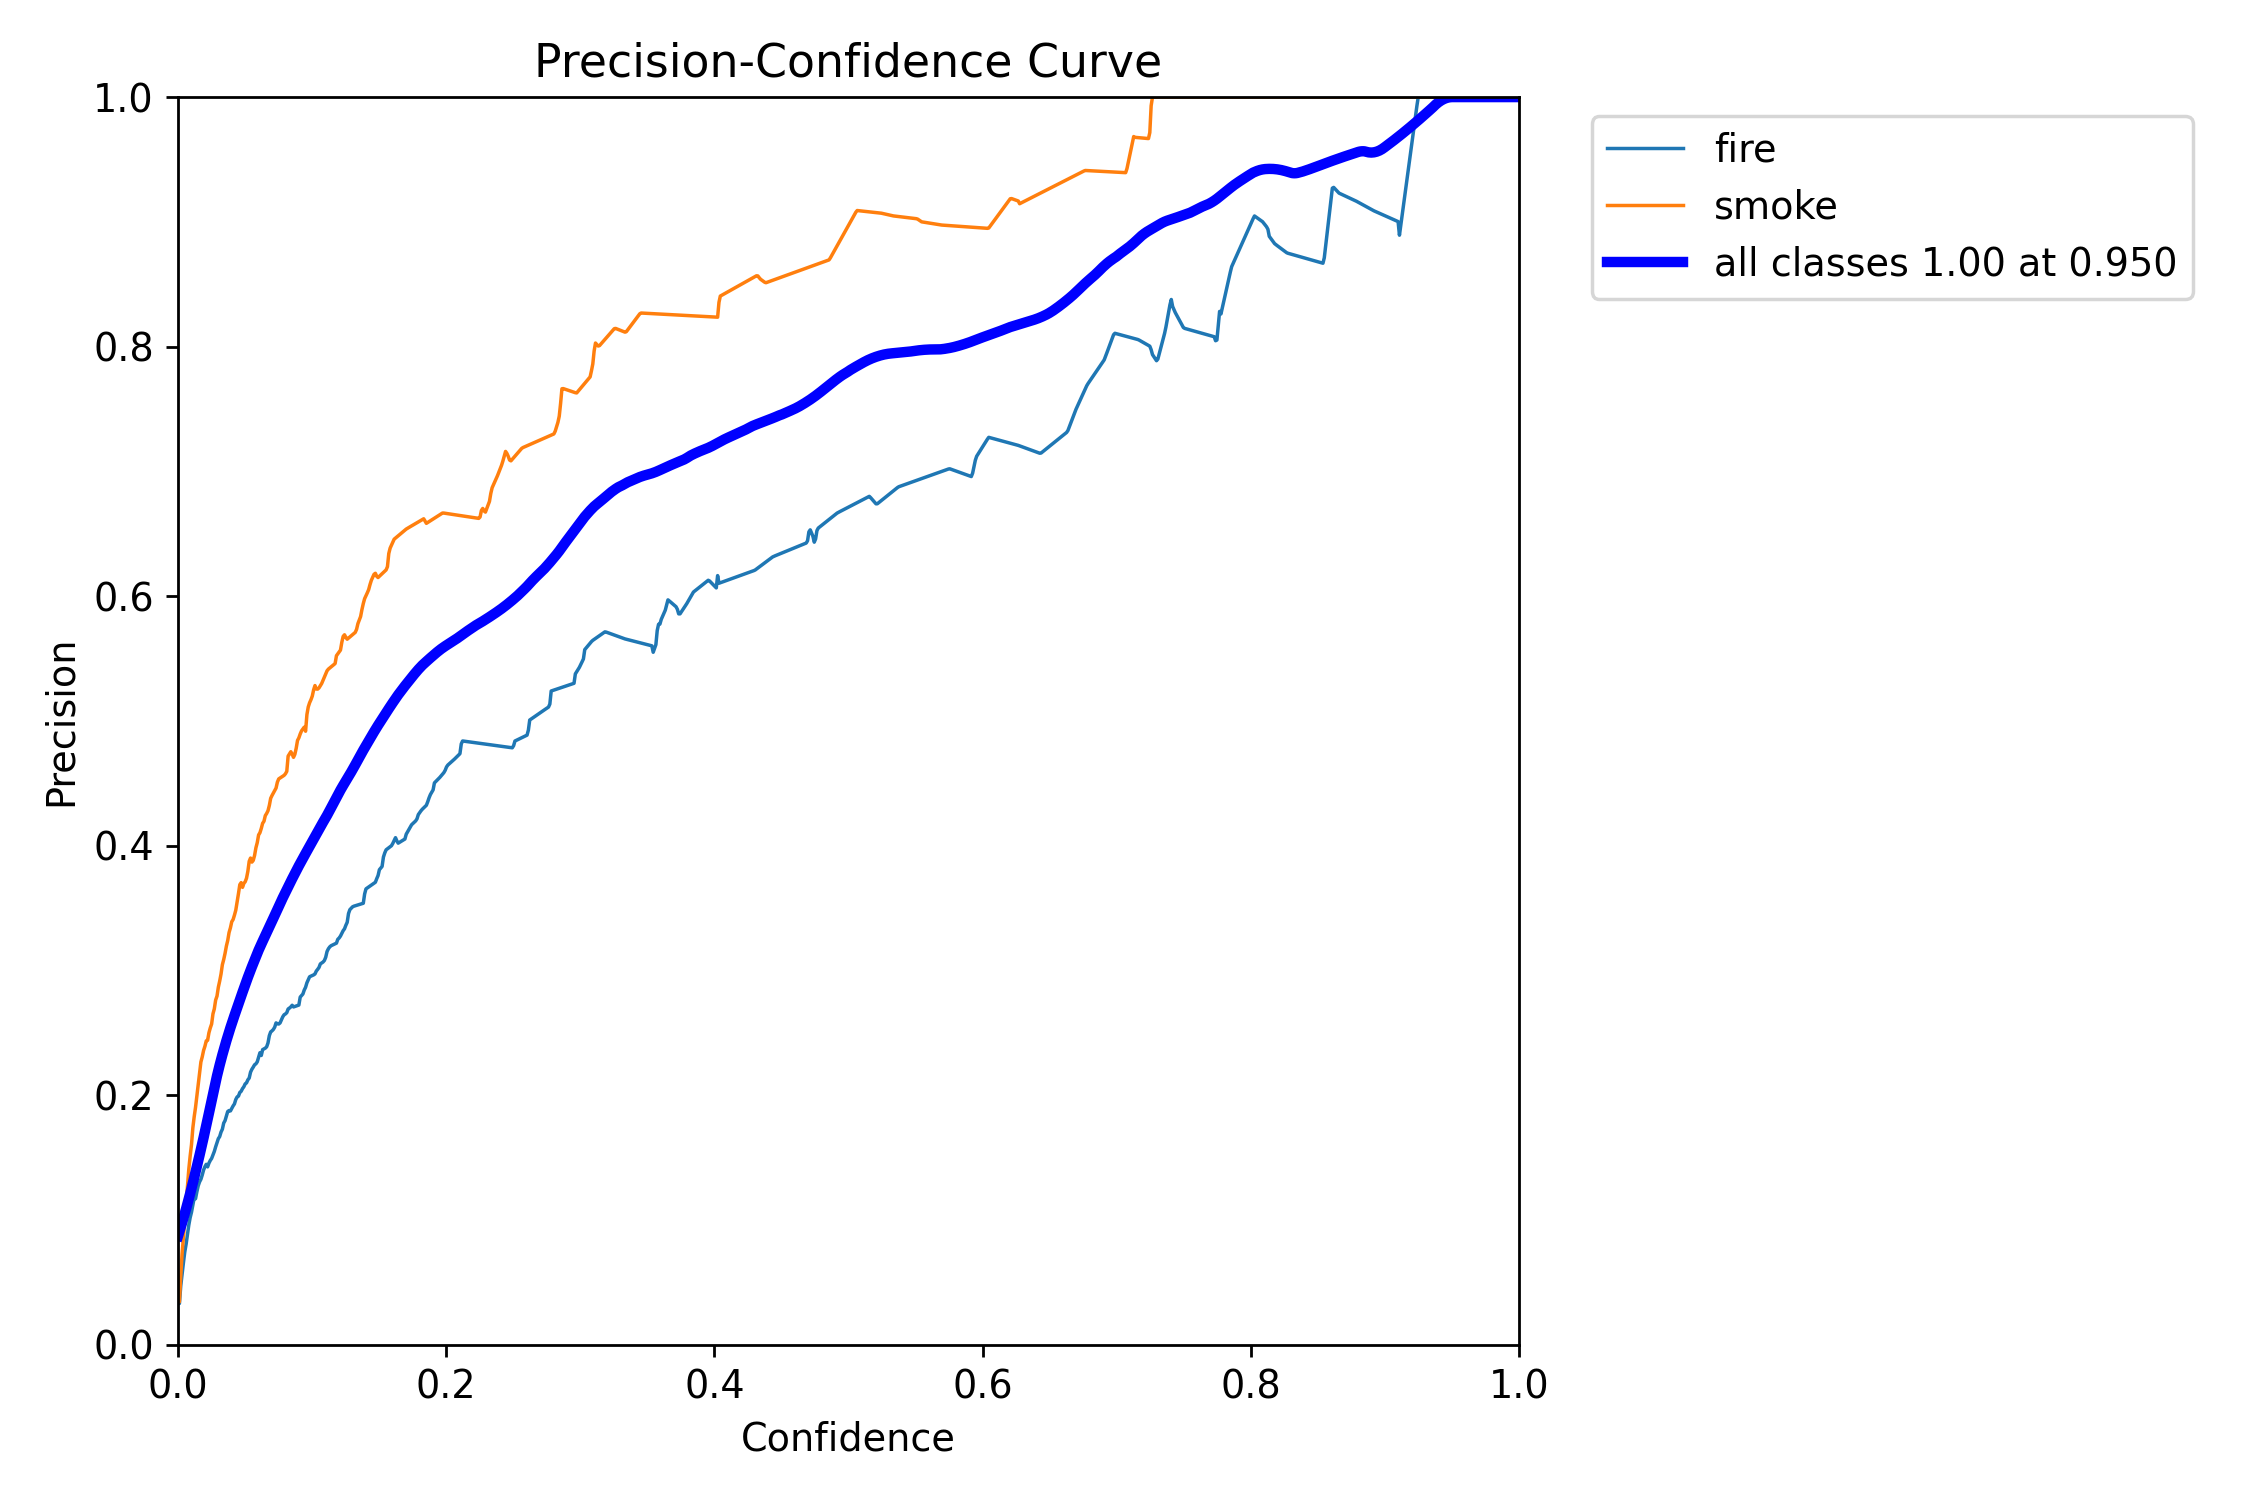 Precision-Confidence Curve
1.0
0.8
0.6
0.4
0.2
0.0
Precision
0.0 0.2 0.4 0.6 0.8 1.0
Confidence
fire
smoke
all classes 1.00 at 0.950